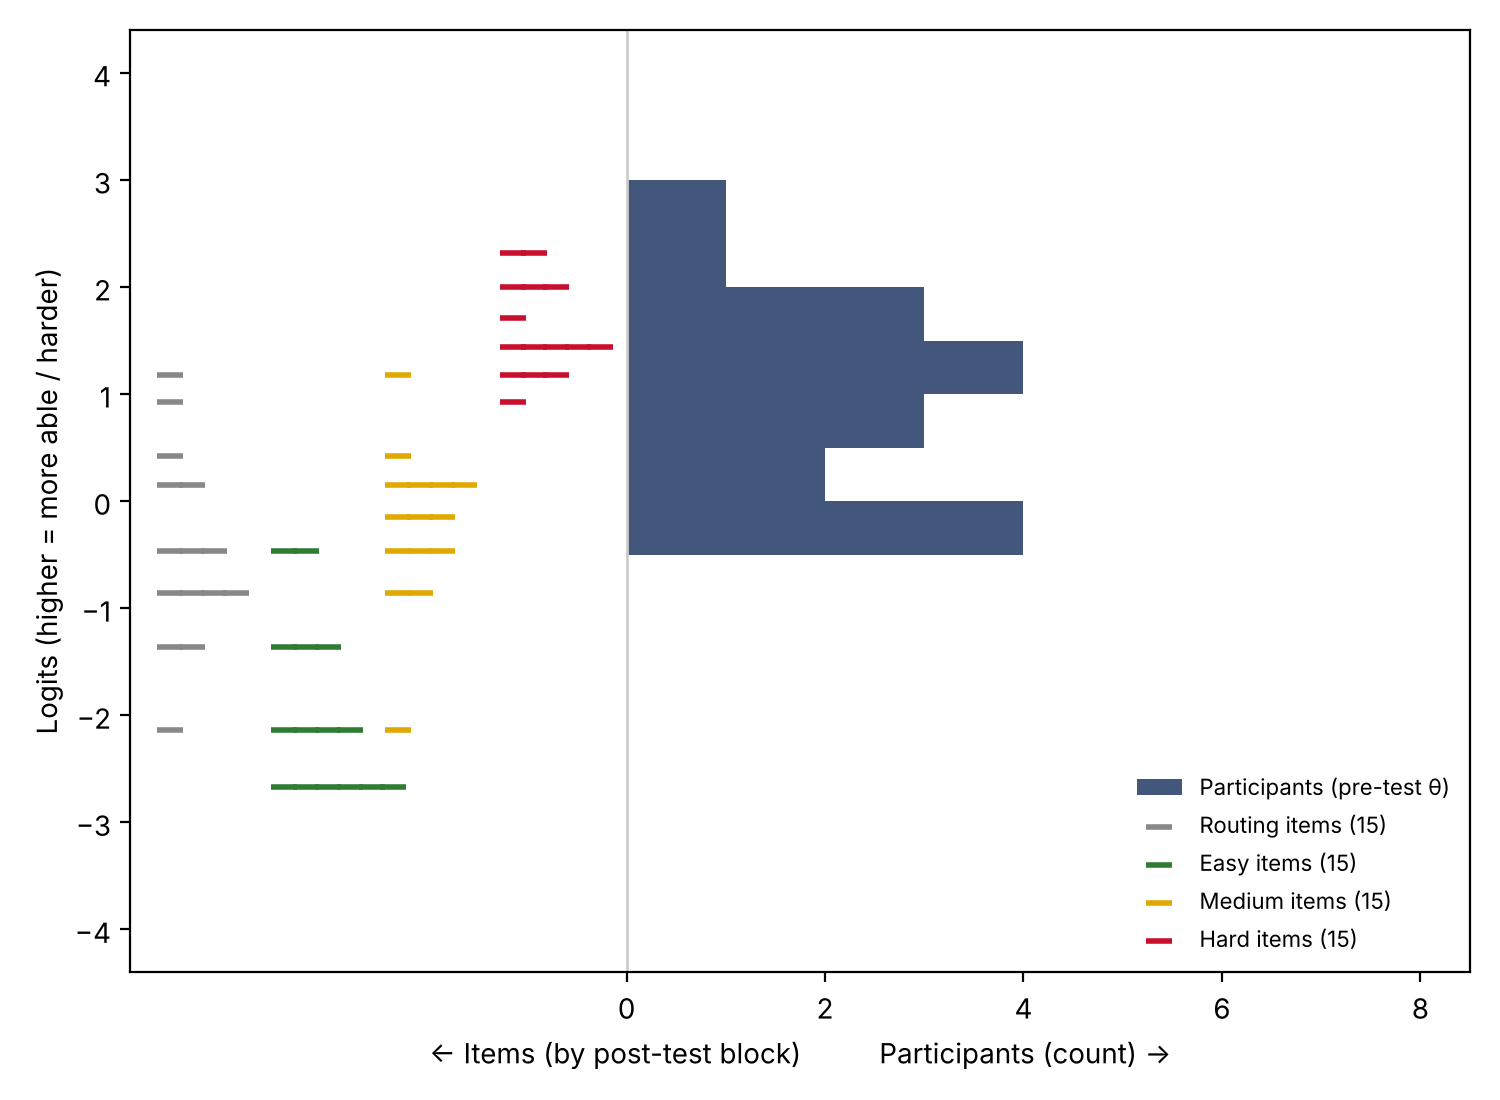 Logits (higher = more able / harder)
4
3
2
1
0
−1
−2
−3
−4
Participants (pre-test θ)
Routing items (15)
Easy items (15)
Medium items (15)
Hard items (15)
0 2 4 6 8
← Items (by post-test block) Participants (count) →